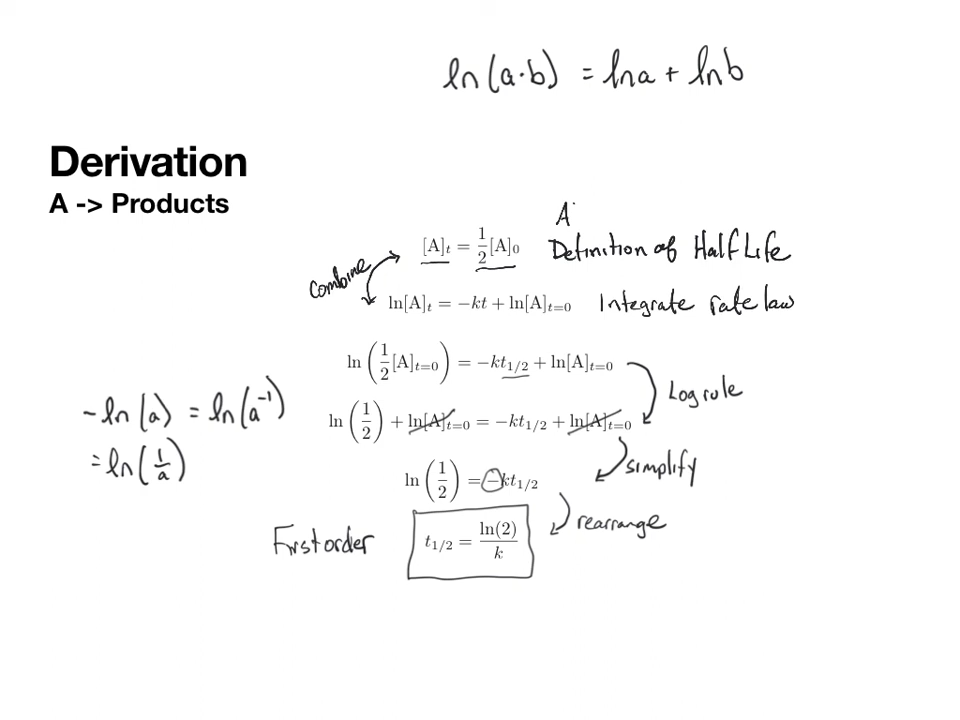 ln(a·b) = lna + lnb
Derivation
A -> Products
A
[A]t = 1/2 [A]0 Definition of Half Life
Combine
ln[A]t = −kt + ln[A]t=0 Integrate rate law
ln(1/2 [A]t=0) = −kt1/2 + ln[A]t=0
Log rule
−ln(a) = ln(a⁻¹)
= ln(1/a)
ln(1/2) + ln[A]t=0 = −kt1/2 + ln[A]t=0
simplify
ln(1/2) = −kt1/2
rearrange
First order t1/2 = ln(2)/k